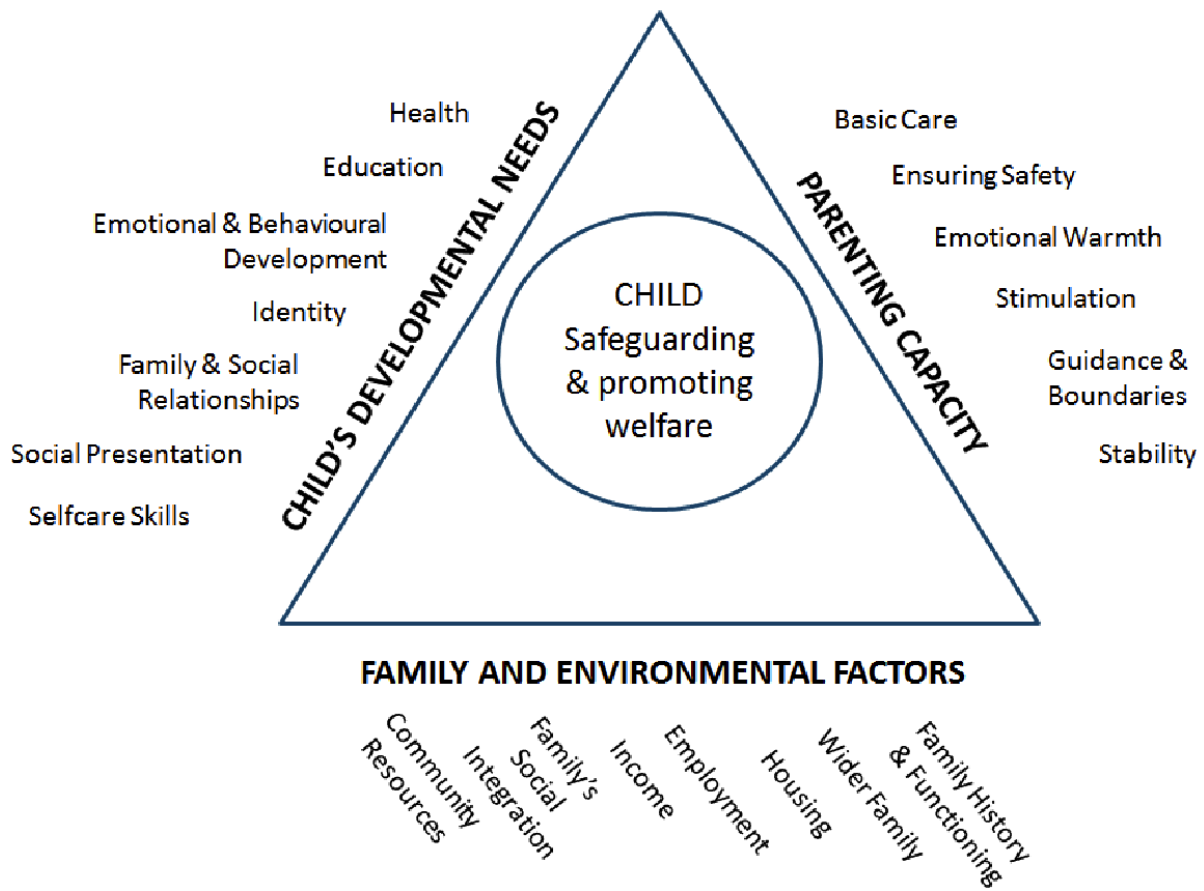 Health
Education
Emotional & Behavioural
Development
Identity
Family & Social
Relationships
Social Presentation
Selfcare Skills
CHILD'S DEVELOPMENTAL NEEDS
CHILD
Safeguarding
& promoting
welfare
PARENTING CAPACITY
Basic Care
Ensuring Safety
Emotional Warmth
Stimulation
Guidance &
Boundaries
Stability
FAMILY AND ENVIRONMENTAL FACTORS
Community
Resources
Family's
Social
Integration
Income
Employment
Housing
Wider Family
Family History
& Functioning